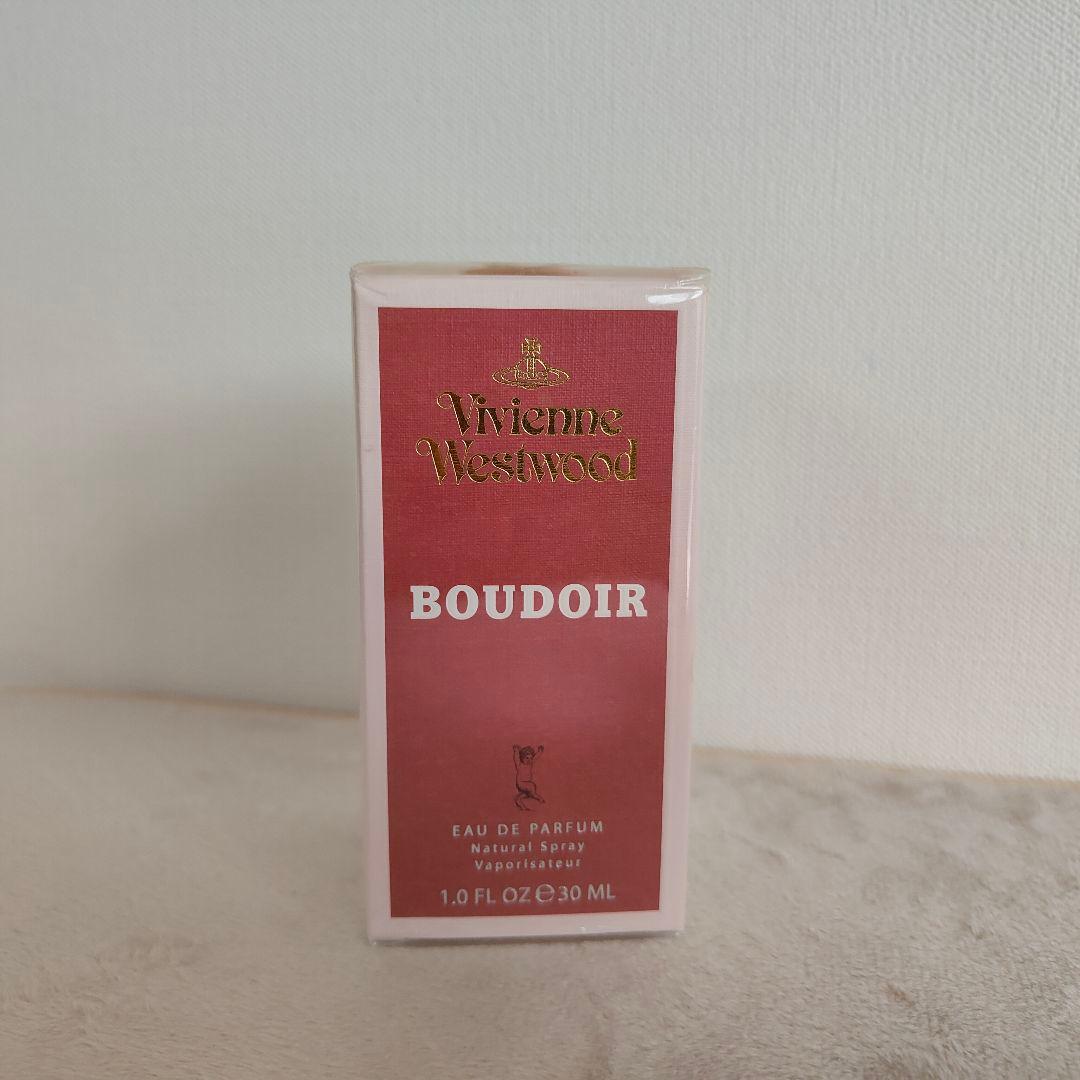 Vivienne
Westwood
BOUDOIR
EAU DE PARFUM
Natural Spray
Vaporisateur
1.0 FL OZ ℮ 30 ML